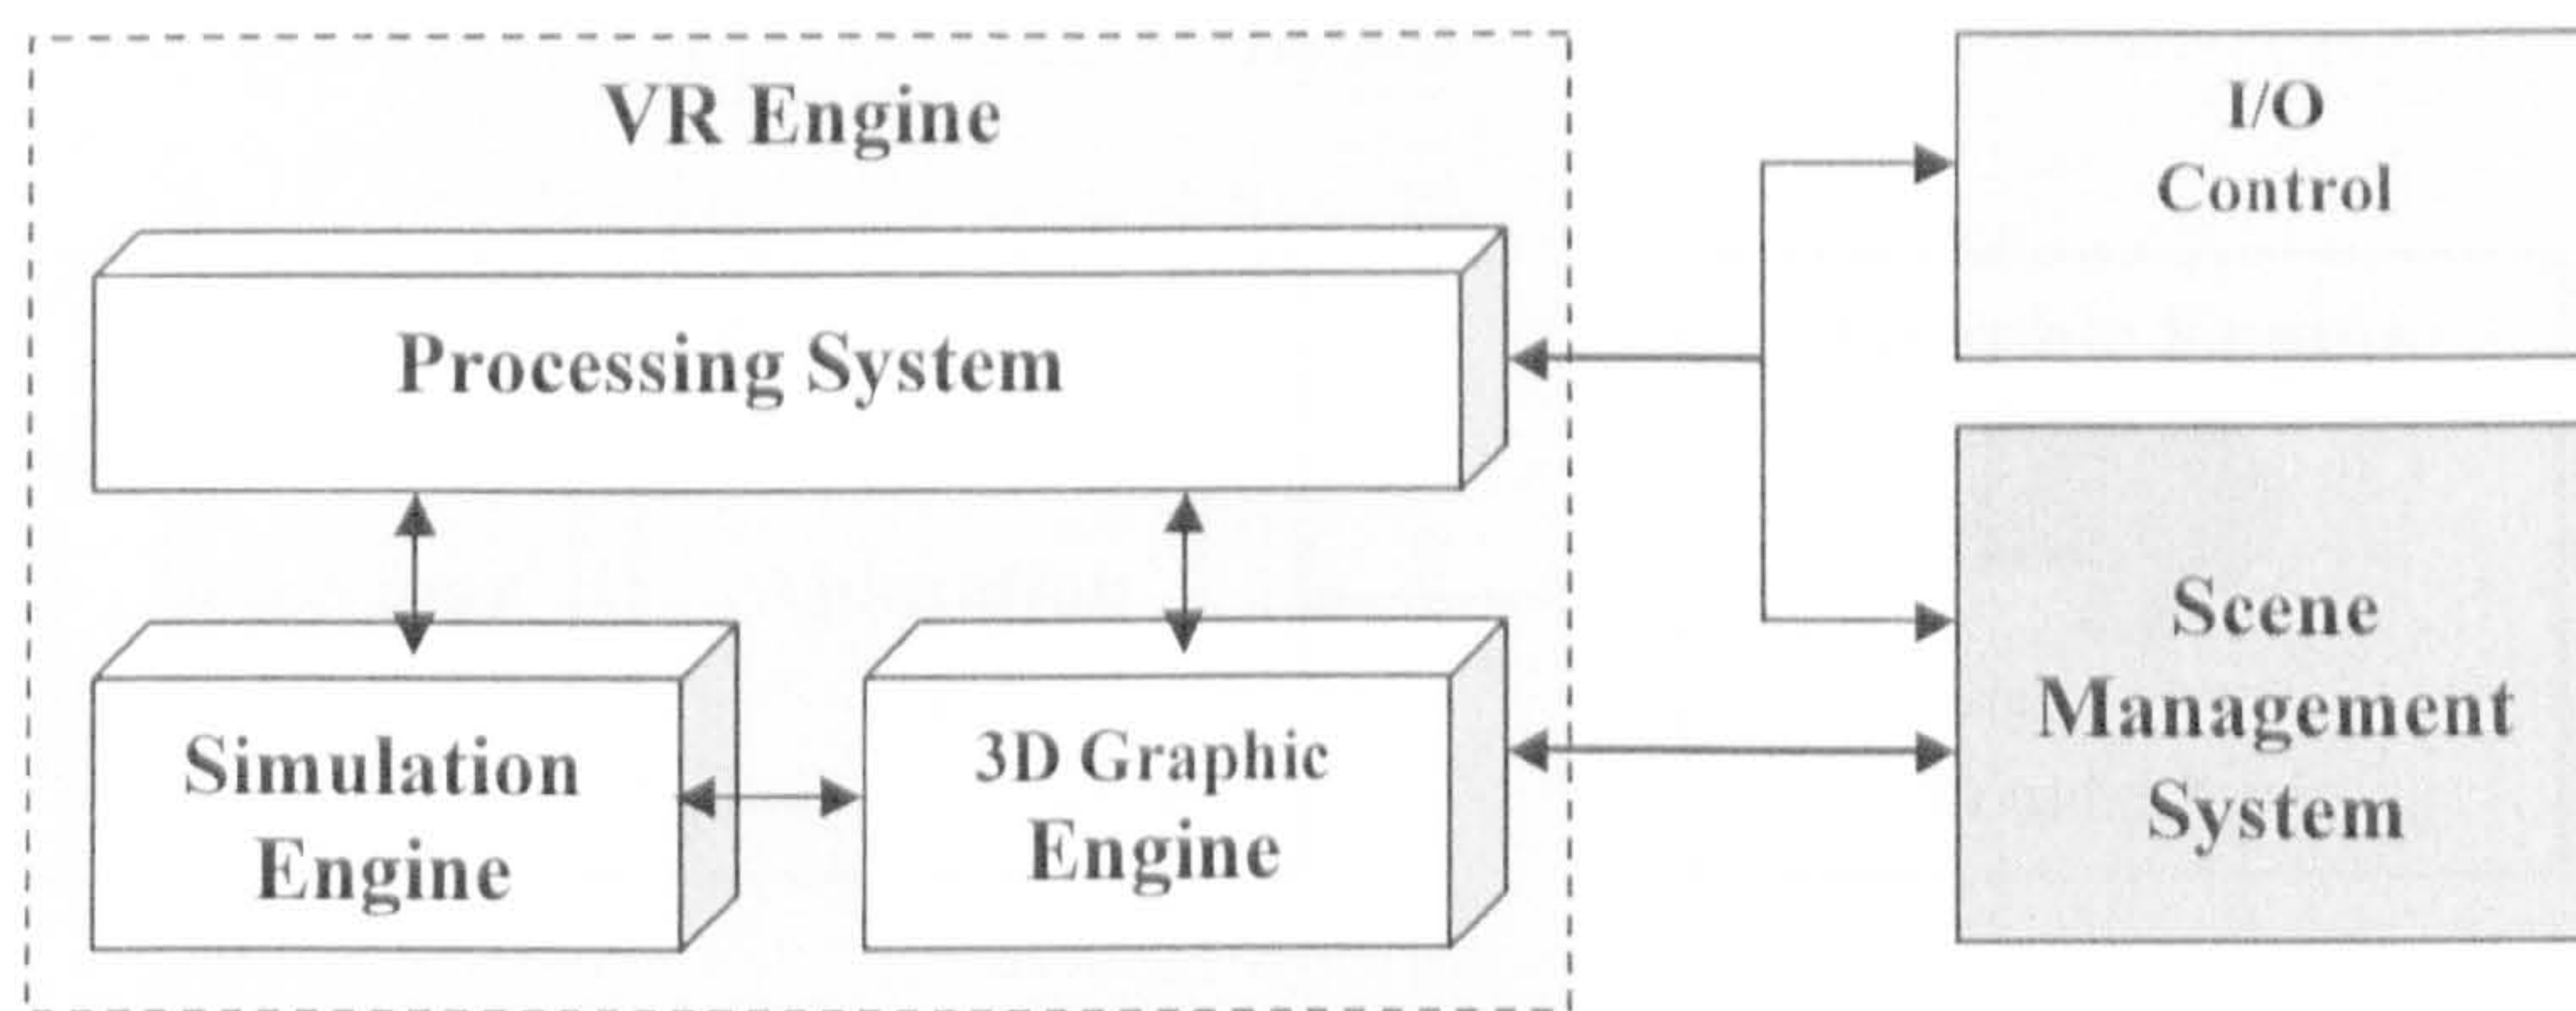 VR Engine
Processing System
Simulation
Engine
3D Graphic
Engine
I/O
Control
Scene
Management
System